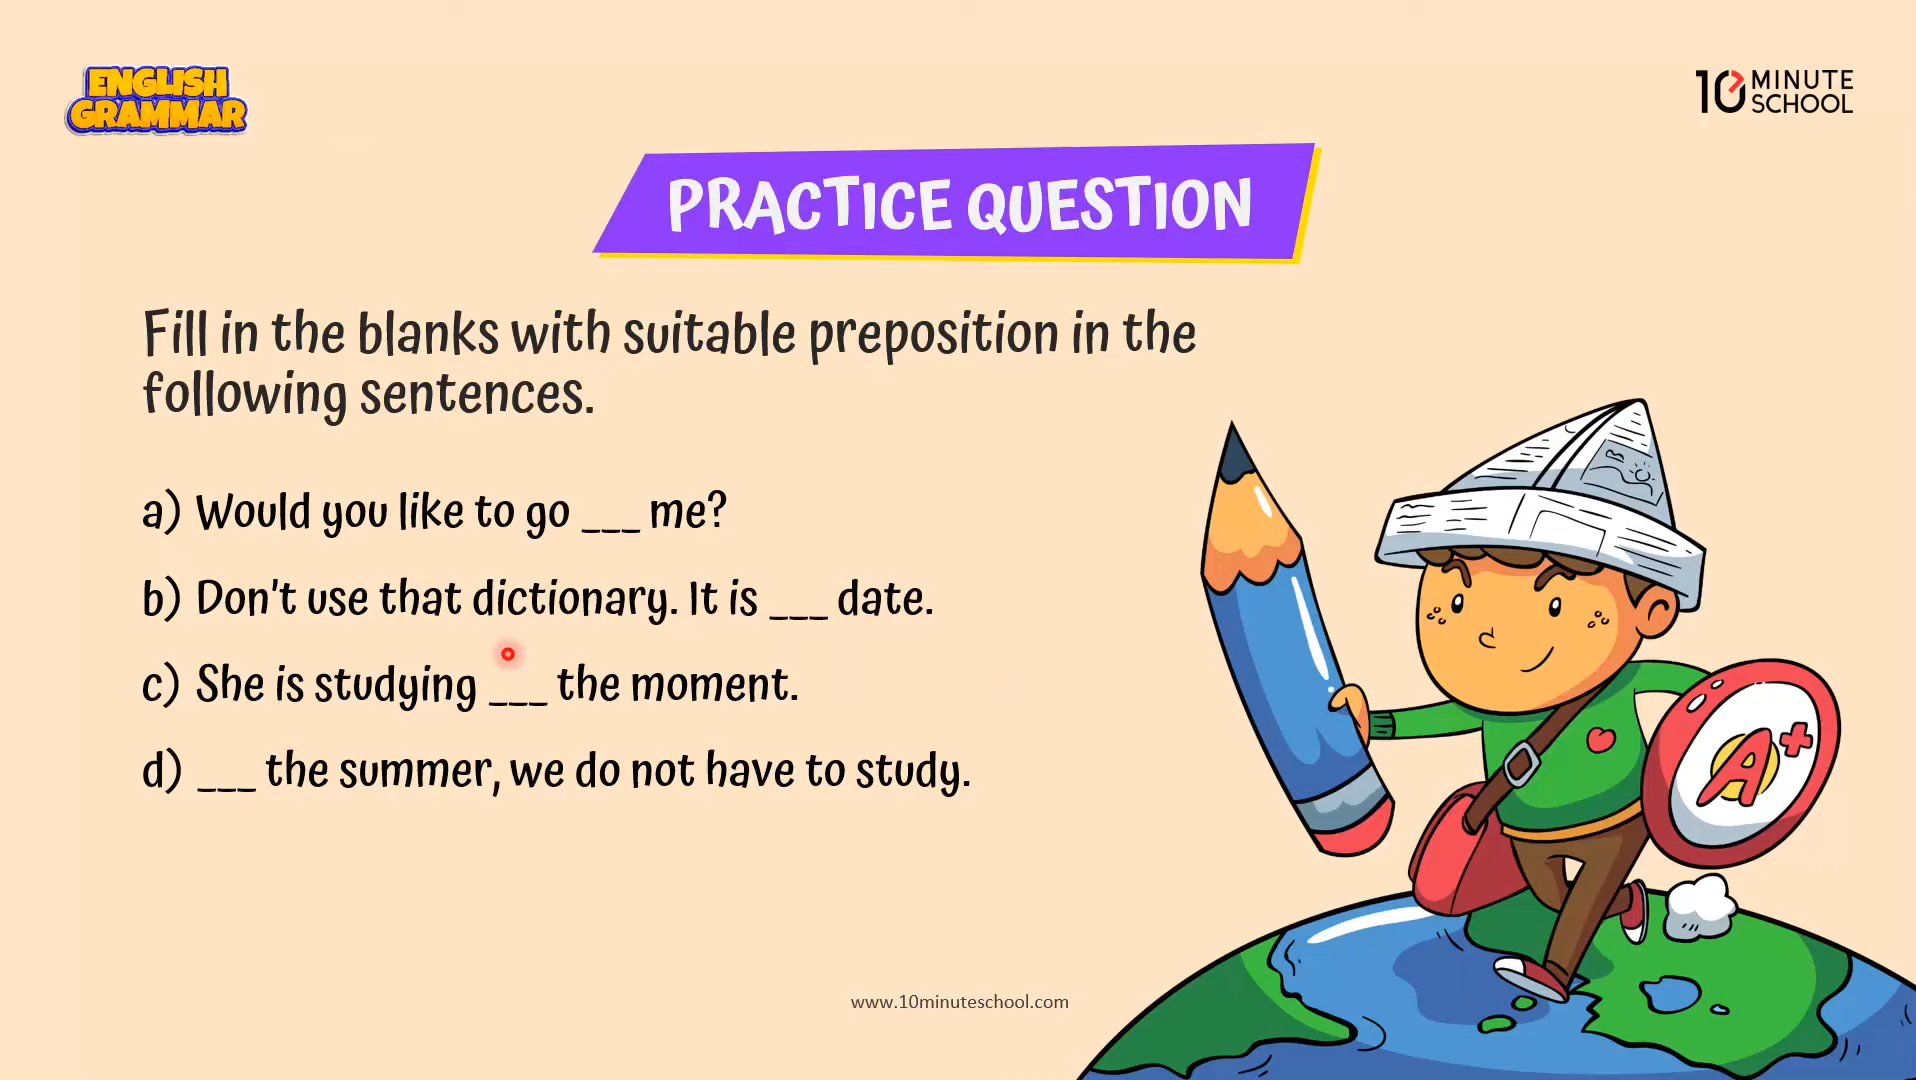 ENGLISH
GRAMMAR
10 MINUTE
SCHOOL
PRACTICE QUESTION
Fill in the blanks with suitable preposition in the
following sentences.
a) Would you like to go ___ me?
b) Don't use that dictionary. It is ___ date.
c) She is studying ___ the moment.
d) ___ the summer, we do not have to study.
A+
www.10minuteschool.com